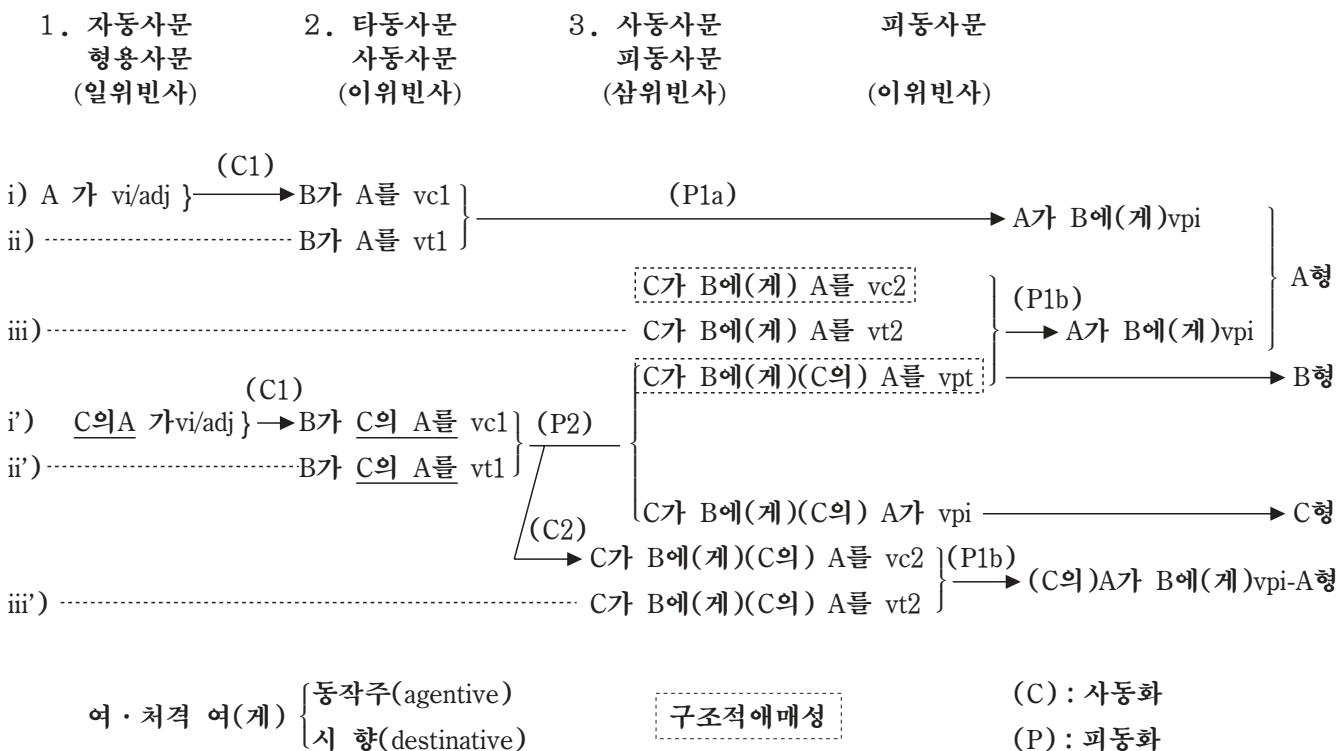 1. 자동사문 2. 타동사문 3. 사동사문 피동사문
형용사문 사동사문 피동사문
(일위빈사) (이위빈사) (삼위빈사) (이위빈사)
(C1)
i) A 가 vi/adj } B가 A를 vc1 (P1a)
A가 B에(게)vpi
ii) B가 A를 vt1
C가 B에(게) A를 vc2 A형
(P1b)
iii) C가 B에(게) A를 vt2 A가 B에(게)vpi
C가 B에(게)(C의) A를 vpt B형
(C1)
i') C의A 가vi/adj } B가 C의 A를 vc1 (P2)
ii') B가 C의 A를 vt1
C가 B에(게)(C의) A가 vpi C형
(C2)
C가 B에(게)(C의) A를 vc2 (P1b)
(C의)A가 B에(게)vpi-A형
iii') C가 B에(게)(C의) A를 vt2
동작주(agentive) (C) : 사동화
여·처격 여(게) 구조적애매성
시 향(destinative) (P) : 피동화